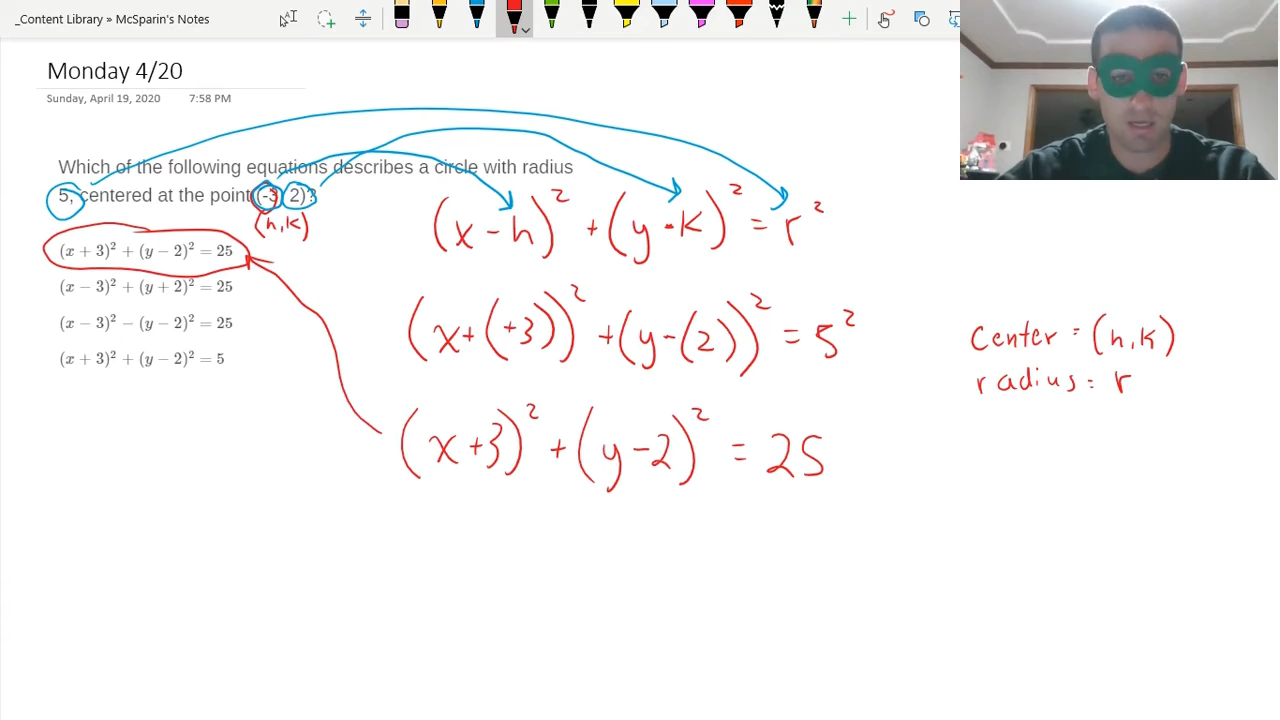 _Content Library » McSparin's Notes
Monday 4/20
Sunday, April 19, 2020 7:58 PM
Which of the following equations describes a circle with radius
5, centered at the point (-3, 2)?
(h,k)
(x + 3)² + (y − 2)² = 25
(x − 3)² + (y + 2)² = 25
(x − 3)² − (y − 2)² = 25
(x + 3)² + (y − 2)² = 5
(x - h)² + (y - k)² = r²
(x+(+3))² + (y-(2))² = 5²
(x+3)² + (y-2)² = 25
Center = (h,k)
radius = r